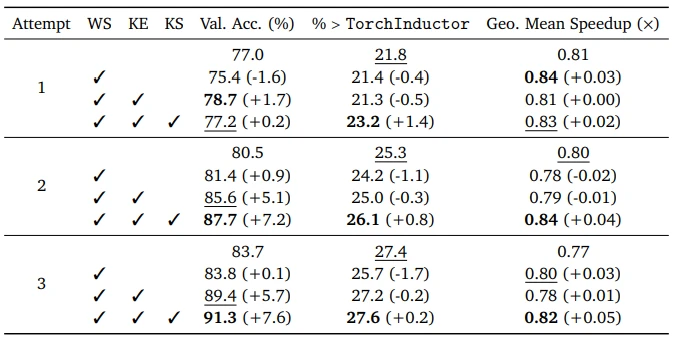 Attempt WS KE KS Val. Acc. (%) % > TorchInductor Geo. Mean Speedup (×)
77.0 21.8 0.81
✓ 75.4 (-1.6) 21.4 (-0.4) 0.84 (+0.03)
1
✓ ✓ 78.7 (+1.7) 21.3 (-0.5) 0.81 (+0.00)
✓ ✓ ✓ 77.2 (+0.2) 23.2 (+1.4) 0.83 (+0.02)
80.5 25.3 0.80
✓ 81.4 (+0.9) 24.2 (-1.1) 0.78 (-0.02)
2
✓ ✓ 85.6 (+5.1) 25.0 (-0.3) 0.79 (-0.01)
✓ ✓ ✓ 87.7 (+7.2) 26.1 (+0.8) 0.84 (+0.04)
83.7 27.4 0.77
✓ 83.8 (+0.1) 25.7 (-1.7) 0.80 (+0.03)
3
✓ ✓ 89.4 (+5.7) 27.2 (-0.2) 0.78 (+0.01)
✓ ✓ ✓ 91.3 (+7.6) 27.6 (+0.2) 0.82 (+0.05)